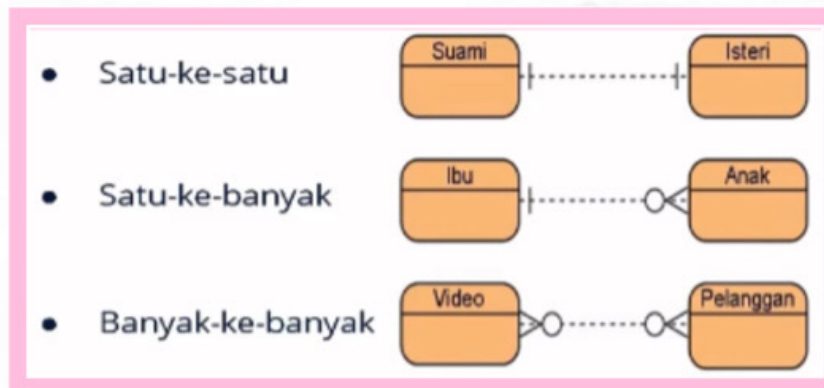 • Satu-ke-satu
Suami
Isteri
• Satu-ke-banyak
Ibu
Anak
• Banyak-ke-banyak
Video
Pelanggan